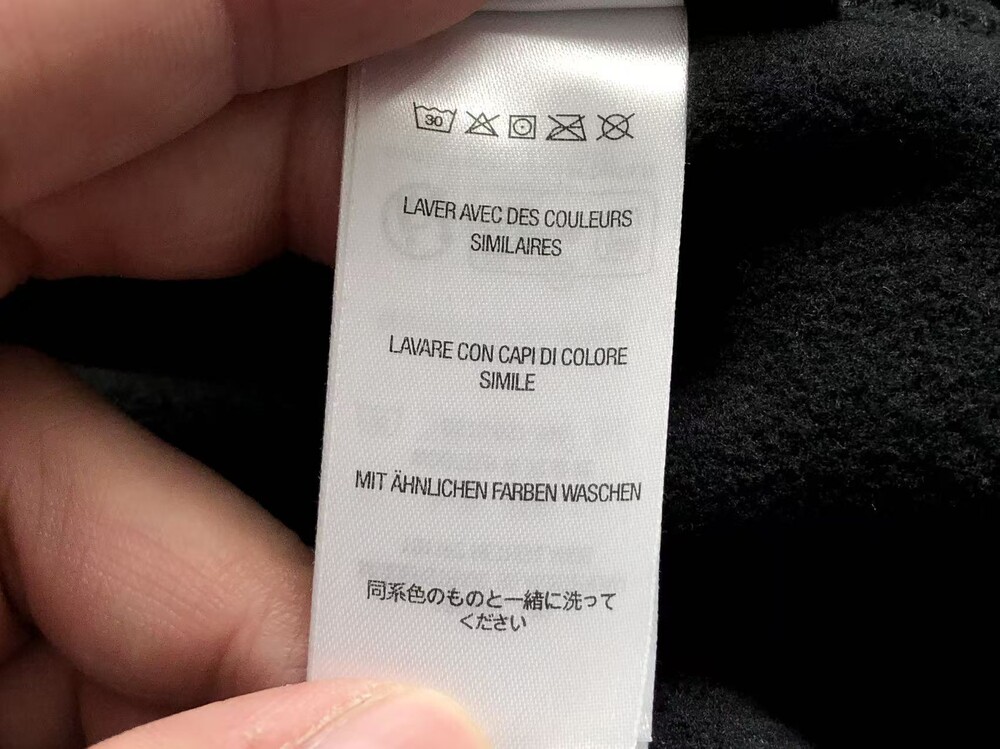 30
LAVER AVEC DES COULEURS
SIMILAIRES
LAVARE CON CAPI DI COLORE
SIMILE
MIT ÄHNLICHEN FARBEN WASCHEN
同系色のものと一緒に洗って
ください